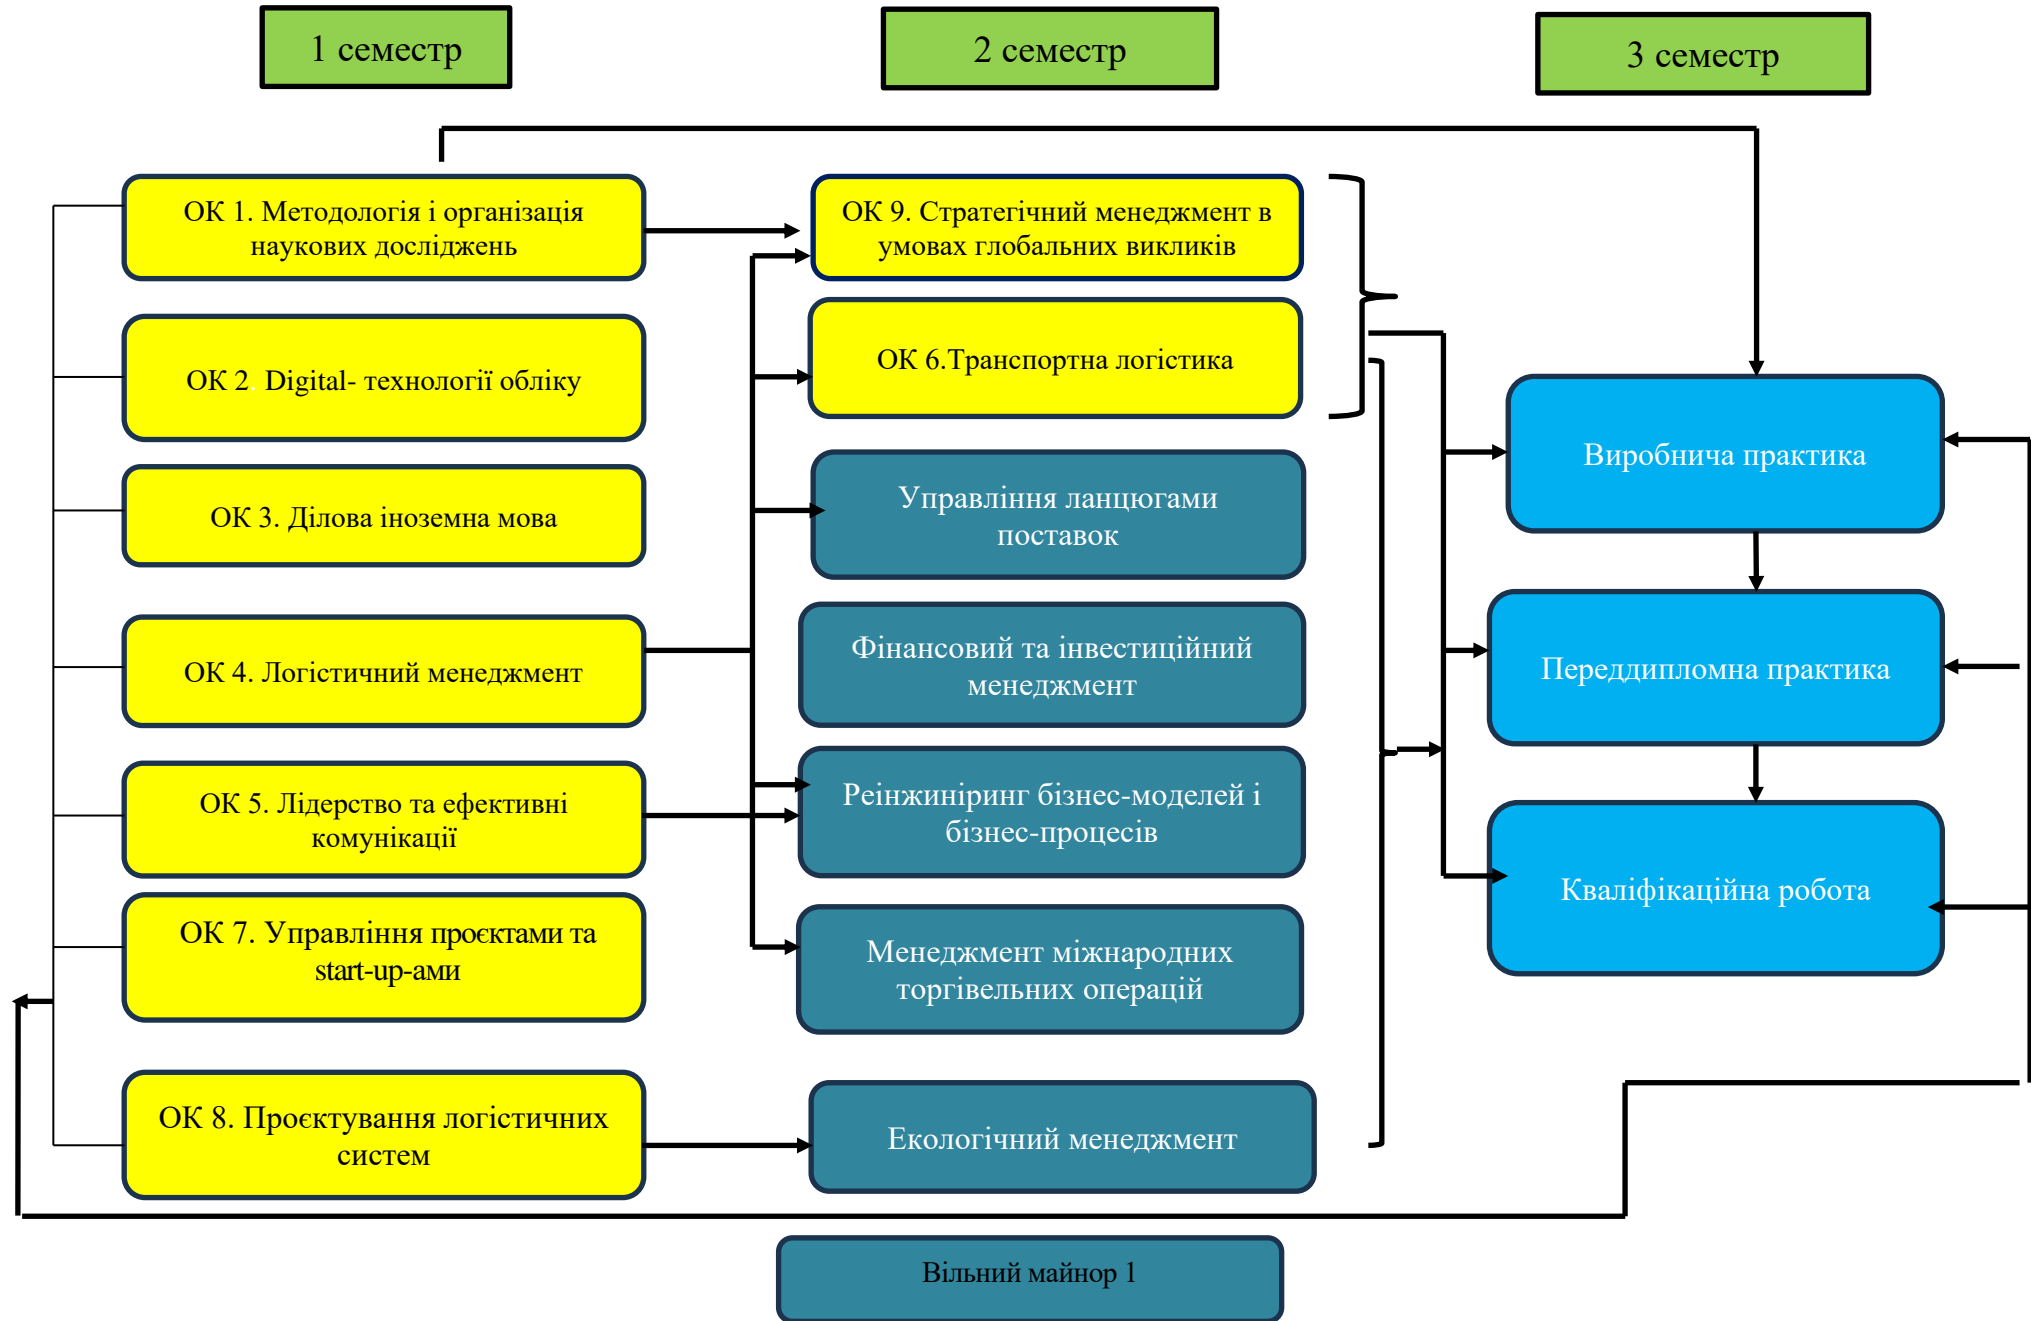 1 семестр
2 семестр
3 семестр
ОК 1. Методологія і організація
наукових досліджень
ОК 2. Digital- технології обліку
ОК 3. Ділова іноземна мова
ОК 4. Логістичний менеджмент
ОК 5. Лідерство та ефективні
комунікації
ОК 7. Управління проєктами та
start-up-ами
ОК 8. Проєктування логістичних
систем
ОК 9. Стратегічний менеджмент в
умовах глобальних викликів
ОК 6.Транспортна логістика
Управління ланцюгами
поставок
Фінансовий та інвестиційний
менеджмент
Реінжиніринг бізнес-моделей і
бізнес-процесів
Менеджмент міжнародних
торгівельних операцій
Екологічний менеджмент
Вільний майнор 1
Виробнича практика
Переддипломна практика
Кваліфікаційна робота